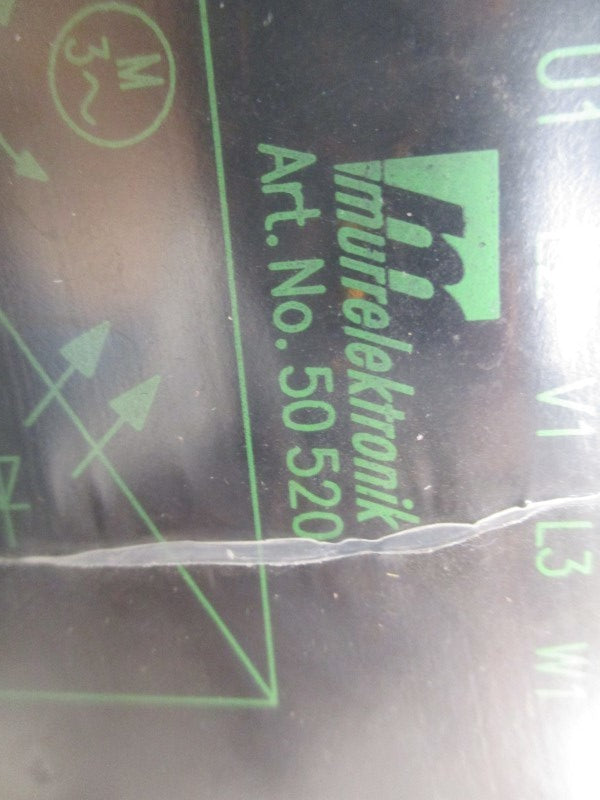 U1
V1
L3
W1
murrelektronik
Art. No. 50 520
M
3~